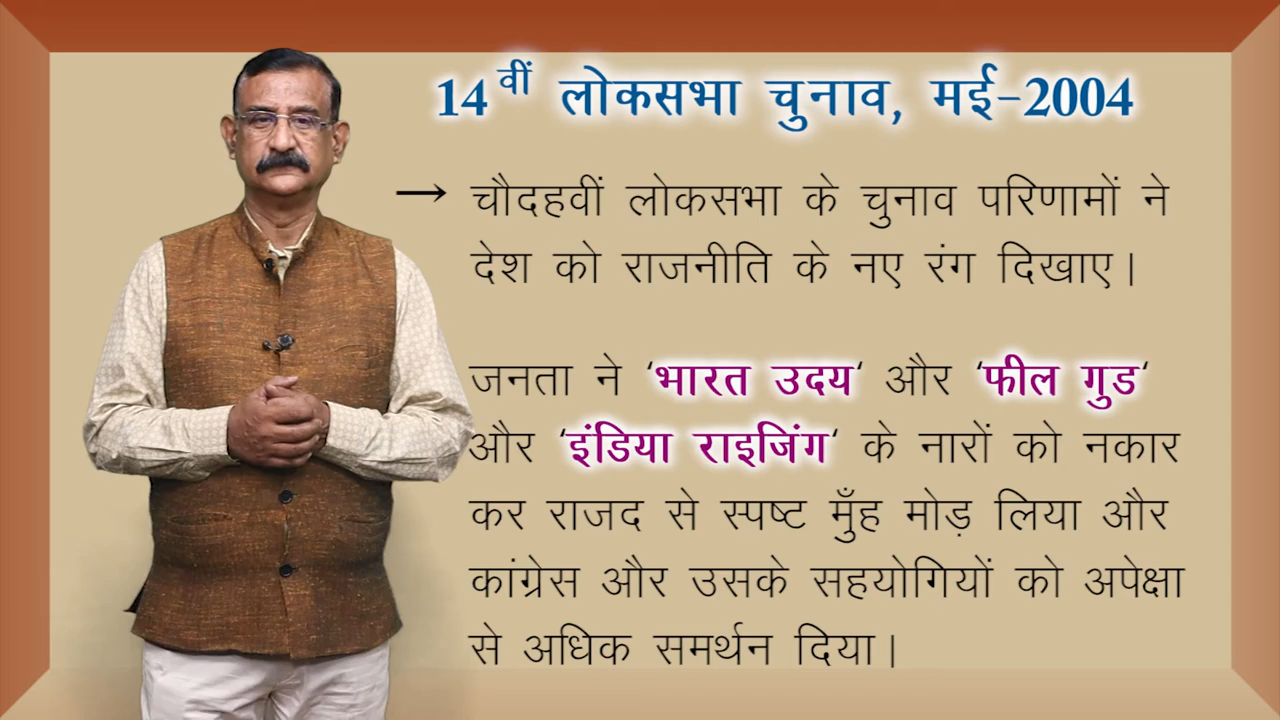 14वीं लोकसभा चुनाव, मई-2004
→ चौदहवीं लोकसभा के चुनाव परिणामों ने
देश को राजनीति के नए रंग दिखाए।
जनता ने ‘भारत उदय‘ और ‘फील गुड‘
और ‘इंडिया राइजिंग‘ के नारों को नकार
कर राजद से स्पष्ट मुँह मोड़ लिया और
कांग्रेस और उसके सहयोगियों को अपेक्षा
से अधिक समर्थन दिया।